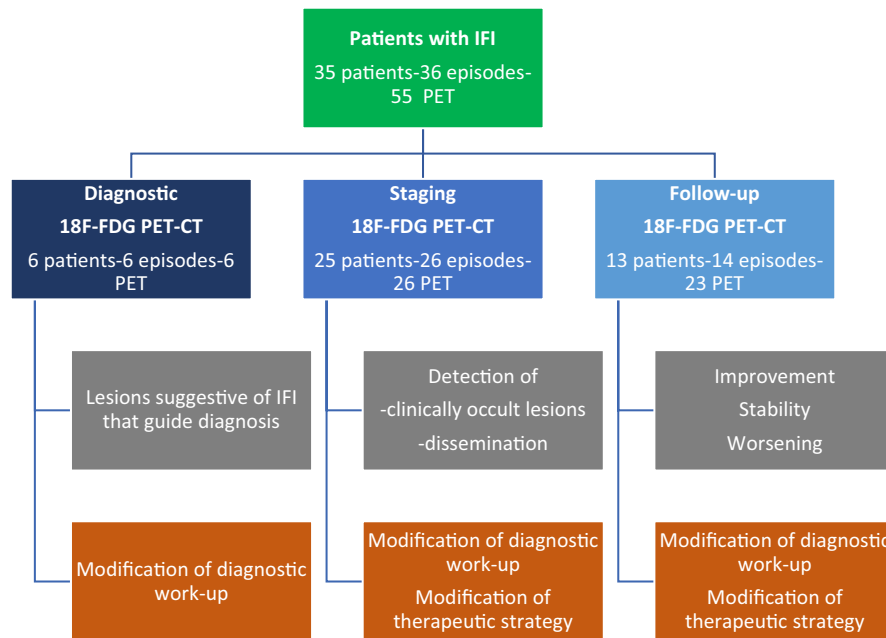 Patients with IFI
35 patients-36 episodes-
55 PET
Diagnostic
18F-FDG PET-CT
6 patients-6 episodes-6
PET
Staging
18F-FDG PET-CT
25 patients-26 episodes-
26 PET
Follow-up
18F-FDG PET-CT
13 patients-14 episodes-
23 PET
Lesions suggestive of IFI
that guide diagnosis
Detection of
-clinically occult lesions
-dissemination
Improvement
Stability
Worsening
Modification of diagnostic
work-up
Modification of diagnostic
work-up
Modification of
therapeutic strategy
Modification of diagnostic
work-up
Modification of
therapeutic strategy